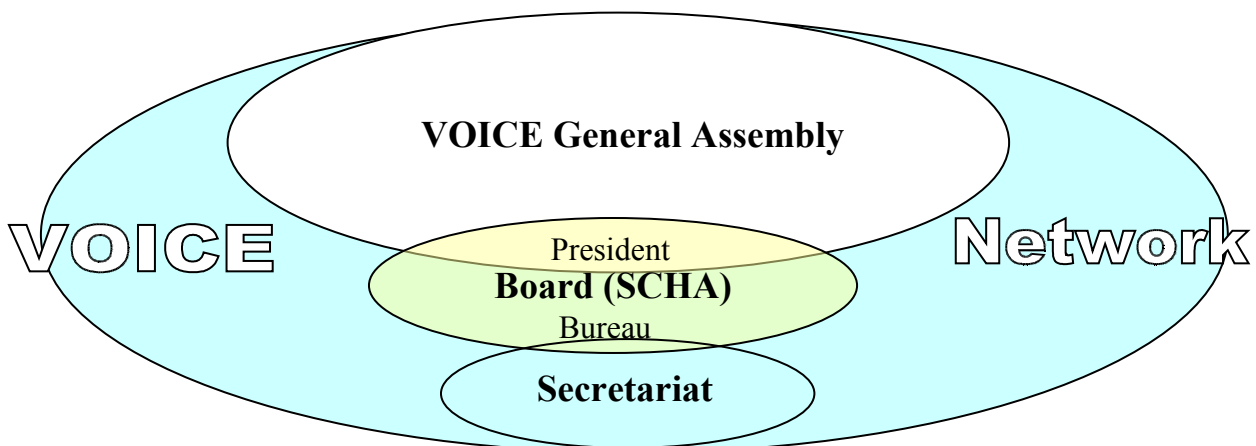 VOICE General Assembly
VOICE
Network
President
Board (SCHA)
Bureau
Secretariat